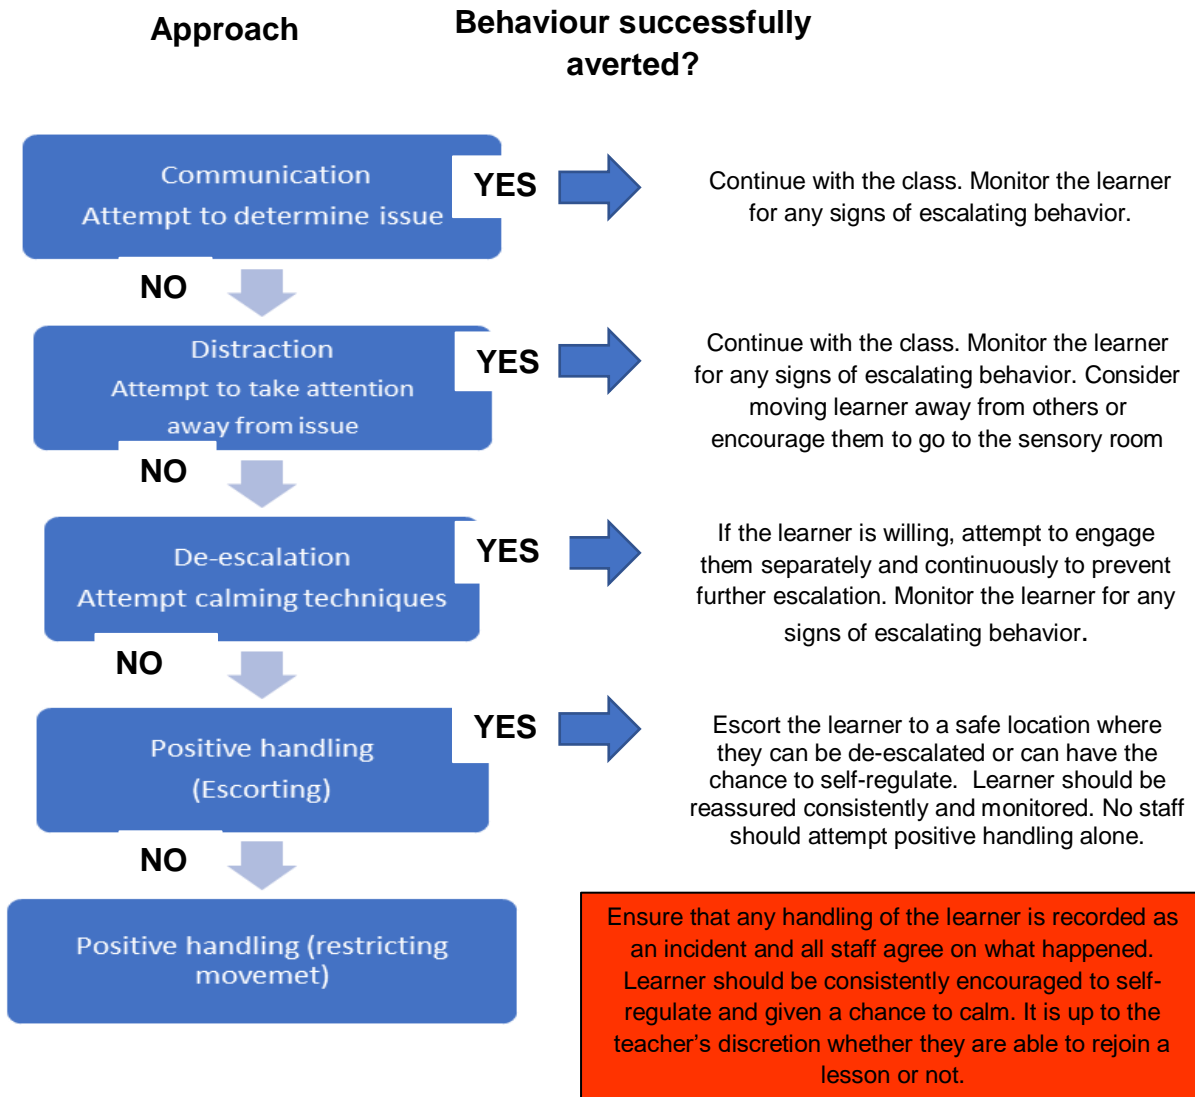 Approach
Behaviour successfully
averted?
Communication
Attempt to determine issue
YES
Continue with the class. Monitor the learner
for any signs of escalating behavior.
NO
Distraction
Attempt to take attention
away from issue
YES
Continue with the class. Monitor the learner
for any signs of escalating behavior. Consider
moving learner away from others or
encourage them to go to the sensory room
NO
De-escalation
Attempt calming techniques
YES
If the learner is willing, attempt to engage
them separately and continuously to prevent
further escalation. Monitor the learner for any
signs of escalating behavior.
NO
Positive handling
(Escorting)
YES
Escort the learner to a safe location where
they can be de-escalated or can have the
chance to self-regulate.  Learner should be
reassured consistently and monitored. No staff
should attempt positive handling alone.
NO
Positive handling (restricting
movemet)
Ensure that any handling of the learner is recorded as
an incident and all staff agree on what happened.
Learner should be consistently encouraged to self-
regulate and given a chance to calm. It is up to the
teacher’s discretion whether they are able to rejoin a
lesson or not.